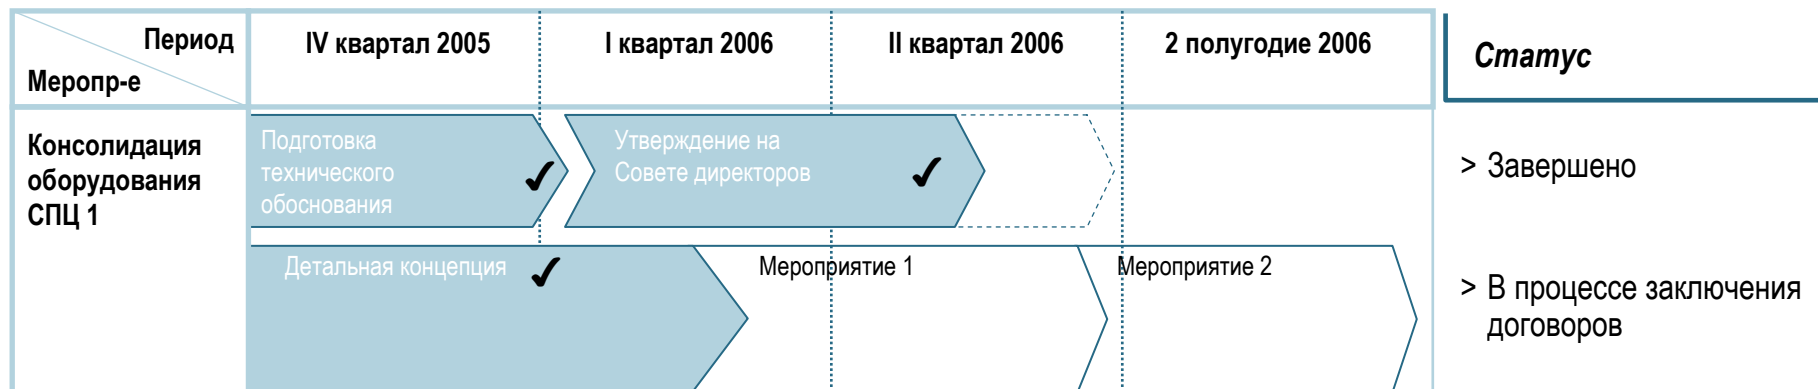 Период
Меропр-е
IV квартал 2005
I квартал 2006
II квартал 2006
2 полугодие 2006
Статус
Консолидация
оборудования
СПЦ 1
Подготовка
технического
обоснования
Утверждение на
Совете директоров
> Завершено
Детальная концепция
Мероприятие 1
Мероприятие 2
> В процессе заключения
договоров